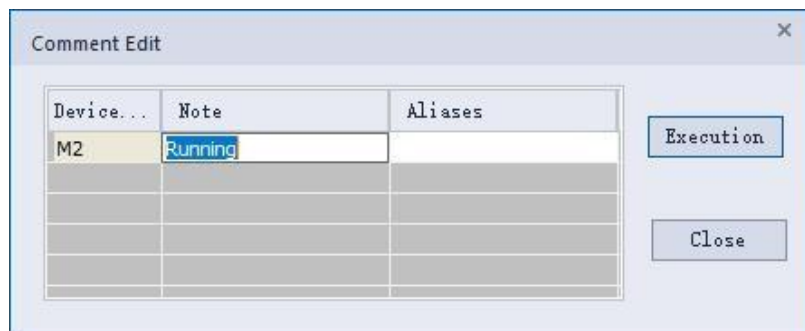 Comment Edit
Device... Note Aliases
M2 Running
Execution
Close